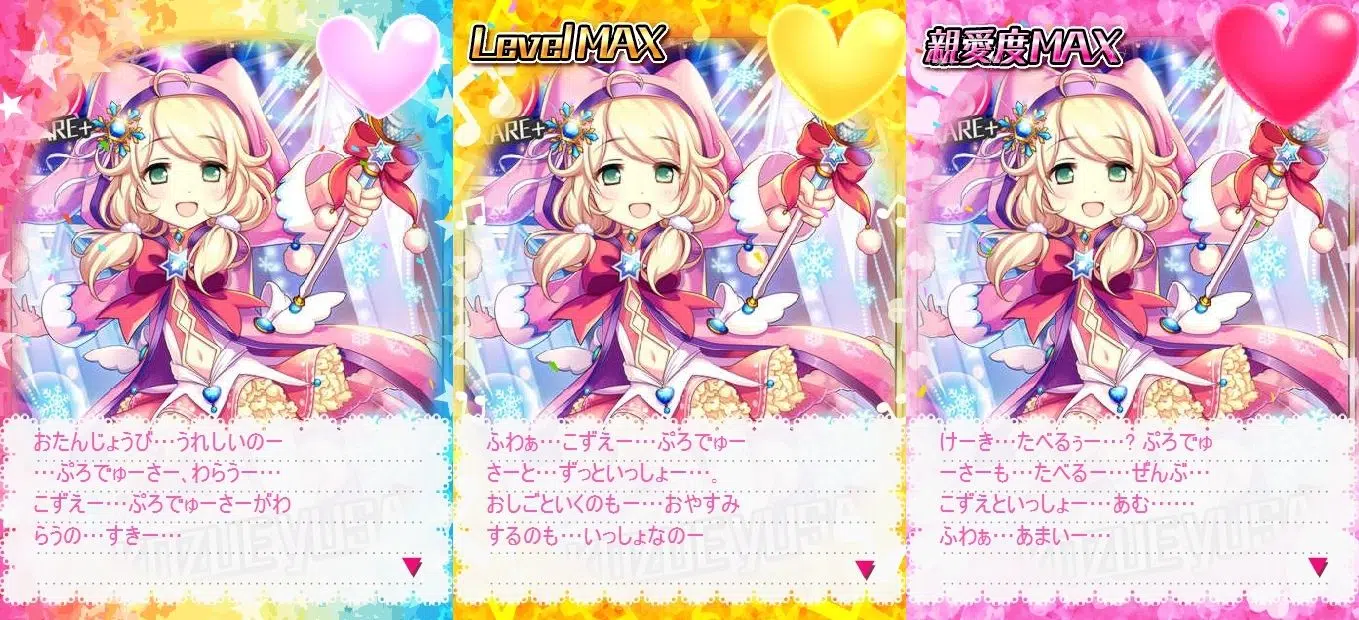 ARE+
おたんじょうび…うれしいのー
…ぷろでゅーさー、わらうー…
こずえー…ぷろでゅーさーがわ
らうの…すきー…
Level MAX
ARE+
ふわぁ…こずえー…ぷろでゅー
さーと…ずっといっしょー…。
おしごといくのもー…おやすみ
するのも…いっしょなのー
親愛度MAX
ARE+
けーき…たべるぅー…？ぷろでゅ
ーさーも…たべるー…ぜんぶ…
こずえといっしょー…あむ……
ふわぁ…あまいー…